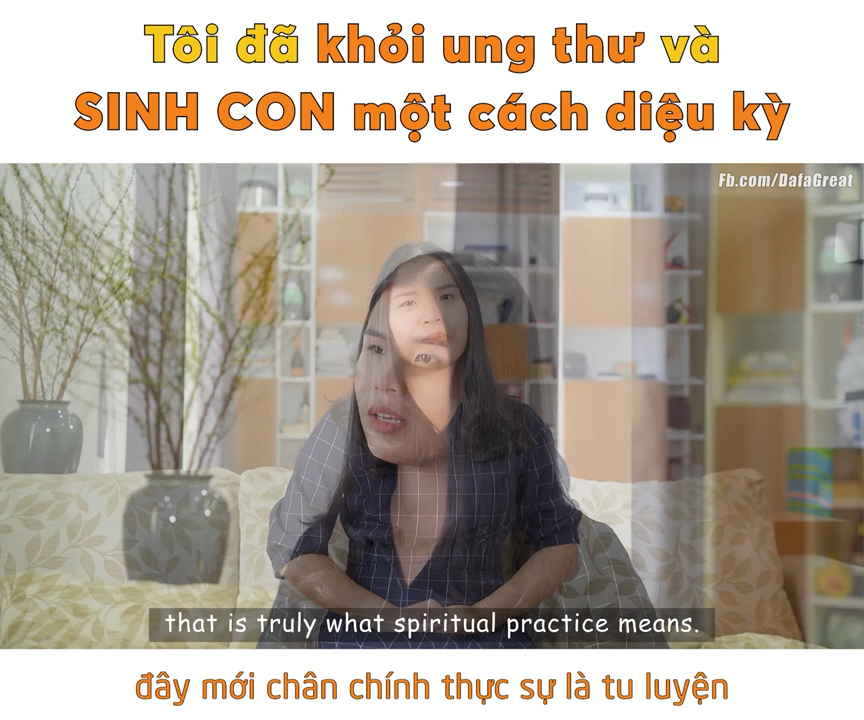 Tôi đã khỏi ung thư và
SINH CON một cách diệu kỳ
Fb.com/DafaGreat
that is truly what spiritual practice means.
đây mới chân chính thực sự là tu luyện